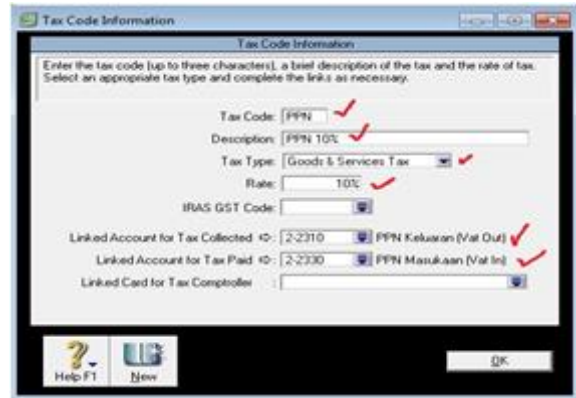 Tax Code Information
Tax Code Information
Enter the tax code (up to three characters), a brief description of the tax and the rate of tax.
Select an appropriate tax type and complete the links as necessary.
Tax Code: PPN
Description: PPN 10%
Tax Type: Goods & Services Tax
Rate: 10%
IRAS GST Code:
Linked Account for Tax Collected ⇨: 2-2310 PPN Keluaran (Vat Out)
Linked Account for Tax Paid ⇨: 2-2330 PPN Masukaan (Vat In)
Linked Card for Tax Comptroller :
Help F1 New OK